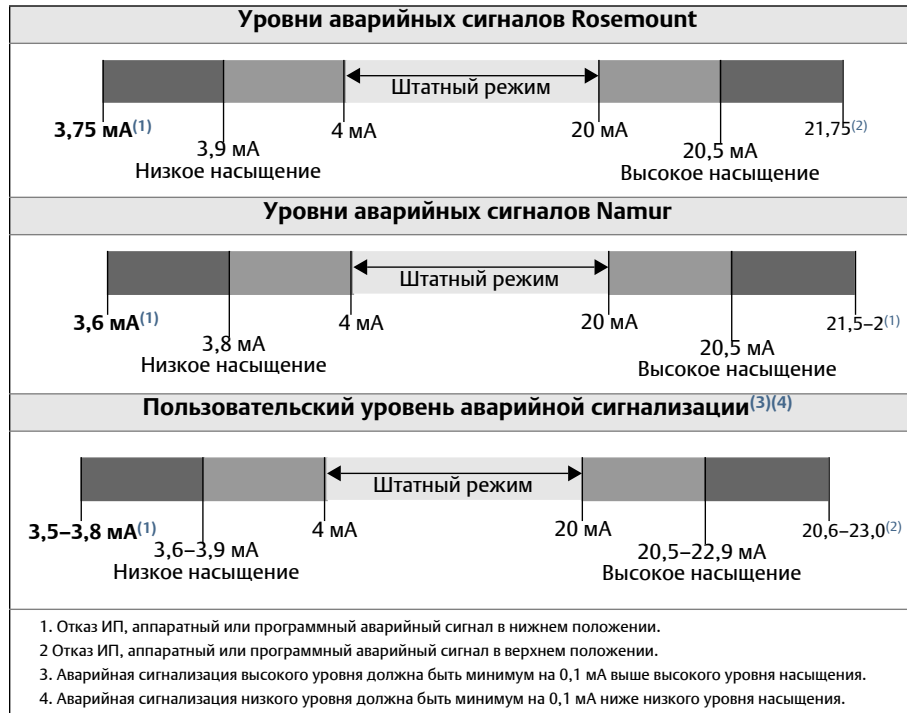 Уровни аварийных сигналов Rosemount
Штатный режим
3,75 мА(1)
4 мА
20 мА
21,75(2)
3,9 мА
20,5 мА
Низкое насыщение
Высокое насыщение
Уровни аварийных сигналов Namur
Штатный режим
3,6 мА(1)
4 мА
20 мА
21,5–2(1)
3,8 мА
20,5 мА
Низкое насыщение
Высокое насыщение
Пользовательский уровень аварийной сигнализации(3)(4)
Штатный режим
3,5–3,8 мА(1)
4 мА
20 мА
20,6–23,0(2)
3,6–3,9 мА
20,5–22,9 мА
Низкое насыщение
Высокое насыщение
1. Отказ ИП, аппаратный или программный аварийный сигнал в нижнем положении.
2 Отказ ИП, аппаратный или программный аварийный сигнал в верхнем положении.
3. Аварийная сигнализация высокого уровня должна быть минимум на 0,1 мА выше высокого уровня насыщения.
4. Аварийная сигнализация низкого уровня должна быть минимум на 0,1 мА ниже низкого уровня насыщения.